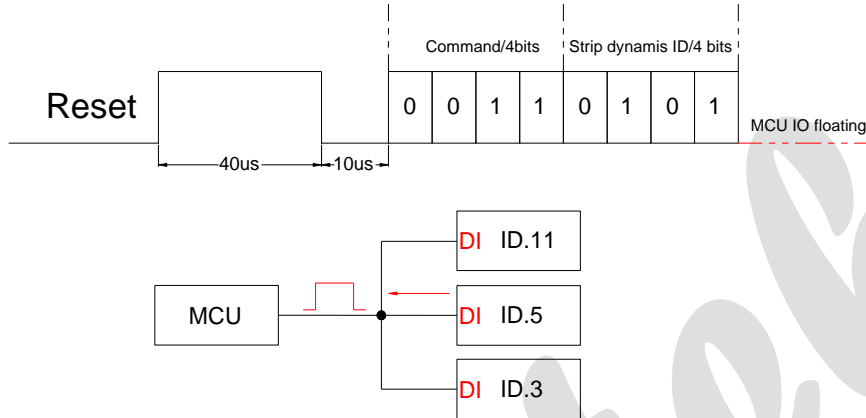 Command/4bits Strip dynamis ID/4 bits
Reset 0 0 1 1 0 1 0 1
MCU IO floating
40us 10us
DI ID.11
MCU DI ID.5
DI ID.3